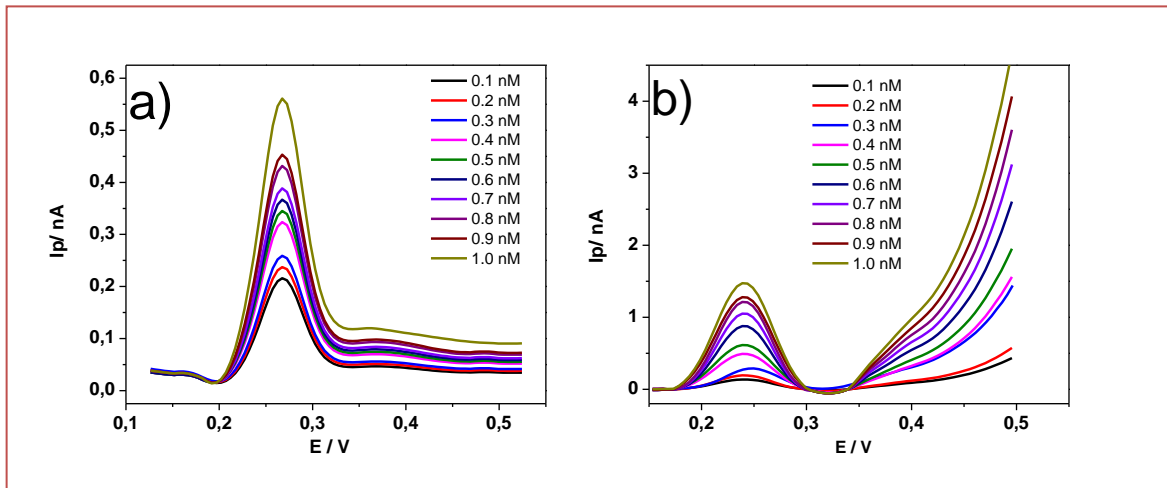 a)
0,6
0,5
0,4
0,3
0,2
0,1
0,0
Ip/ nA
0,1 0,2 0,3 0,4 0,5
E / V
0.1 nM
0.2 nM
0.3 nM
0.4 nM
0.5 nM
0.6 nM
0.7 nM
0.8 nM
0.9 nM
1.0 nM
b)
4
3
2
1
0
Ip/ nA
0,2 0,3 0,4 0,5
E / V
0.1 nM
0.2 nM
0.3 nM
0.4 nM
0.5 nM
0.6 nM
0.7 nM
0.8 nM
0.9 nM
1.0 nM